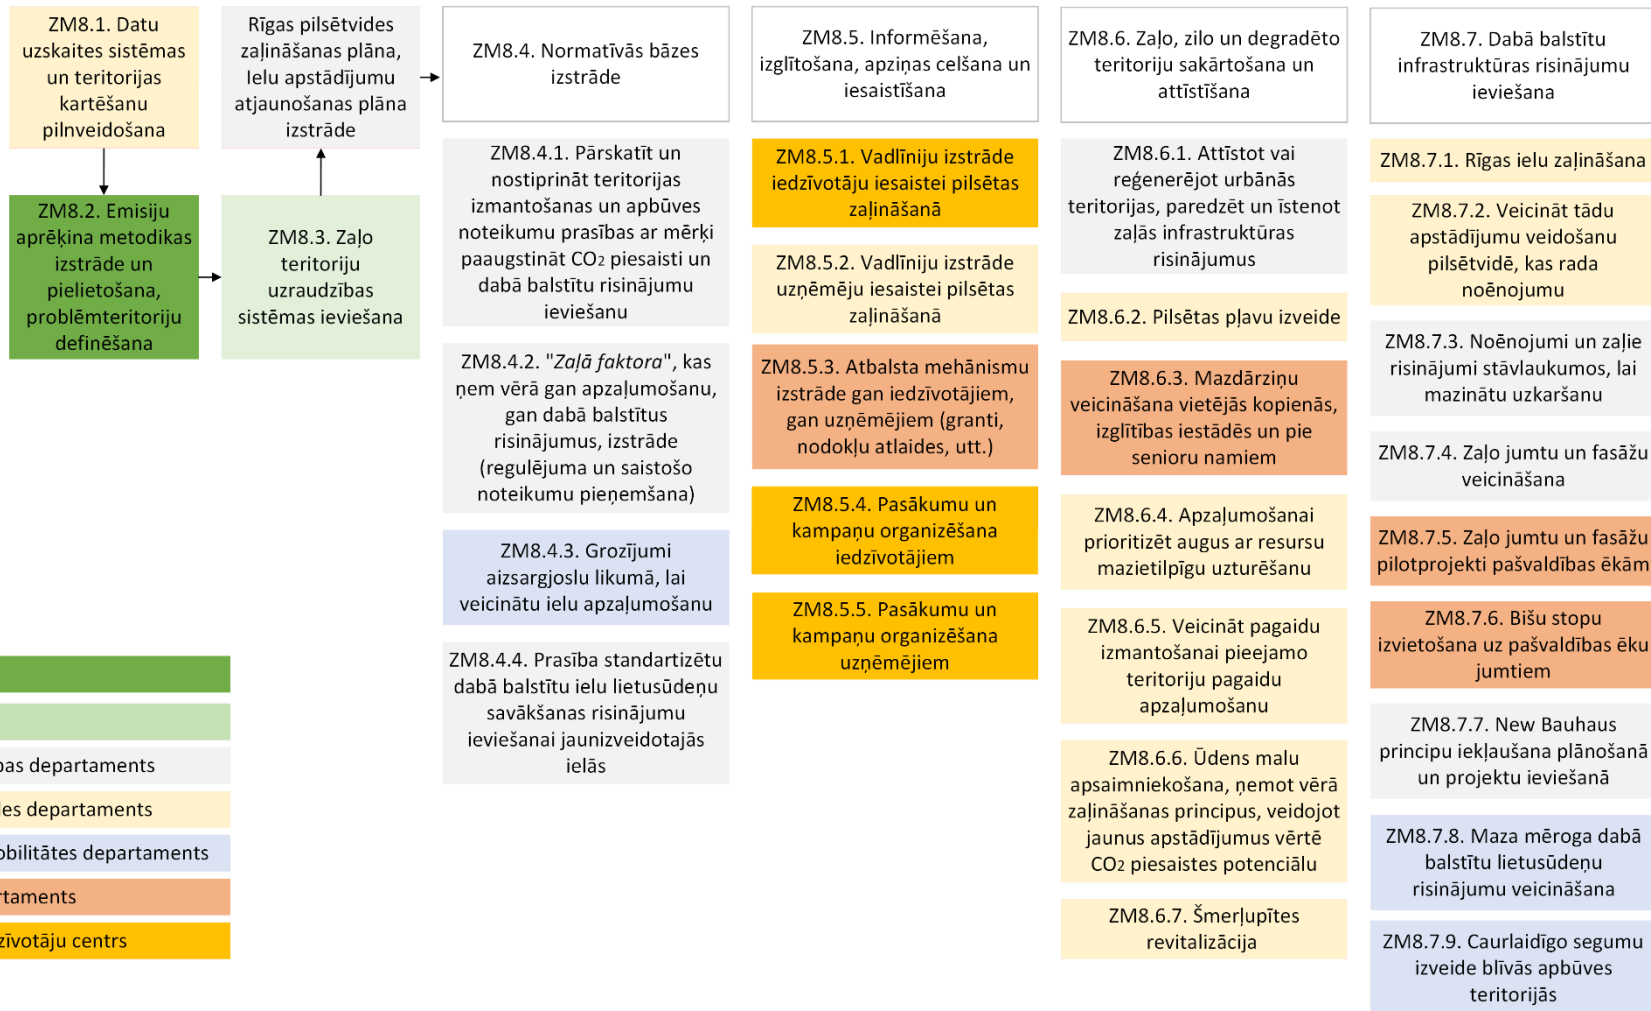 ZM8.1. Datu
uzskaites sistēmas
un teritorijas
kartēšanu
pilnveidošana
Rīgas pilsētvides
zaļināšanas plāna,
Ielu apstādījumu
atjaunošanas plāna
izstrāde
ZM8.2. Emisiju
aprēķina metodikas
izstrāde un
pielietošana,
problēmteritoriju
definēšana
ZM8.3. Zaļo
teritoriju
uzraudzības
sistēmas ieviešana
ZM8.4. Normatīvās bāzes
izstrāde
ZM8.4.1. Pārskatīt un
nostiprināt teritorijas
izmantošanas un apbūves
noteikumu prasības ar mērķi
paaugstināt CO2 piesaisti un
dabā balstītu risinājumu
ieviešanu
ZM8.4.2. "Zaļā faktora", kas
ņem vērā gan apzaļumošanu,
gan dabā balstītus
risinājumus, izstrāde
(regulējuma un saistošo
noteikumu pieņemšana)
ZM8.4.3. Grozījumi
aizsargjoslu likumā, lai
veicinātu ielu apzaļumošanu
ZM8.4.4. Prasība standartizētu
dabā balstītu ielu lietusūdeņu
savākšanas risinājumu
ieviešanai jaunizveidotajās
ielās
ZM8.5. Informēšana,
izglītošana, apziņas celšana un
iesaistīšana
ZM8.5.1. Vadlīniju izstrāde
iedzīvotāju iesaistei pilsētas
zaļināšanā
ZM8.5.2. Vadlīniju izstrāde
uzņēmēju iesaistei pilsētas
zaļināšanā
ZM8.5.3. Atbalsta mehānismu
izstrāde gan iedzīvotājiem,
gan uzņēmējiem (granti,
nodokļu atlaides, utt.)
ZM8.5.4. Pasākumu un
kampaņu organizēšana
iedzīvotājiem
ZM8.5.5. Pasākumu un
kampaņu organizēšana
uzņēmējiem
ZM8.6. Zaļo, zilo un degradēto
teritoriju sakārtošana un
attīstīšana
ZM8.6.1. Attīstot vai
reģenerējot urbānās
teritorijas, paredzēt un īstenot
zaļās infrastruktūras
risinājumus
ZM8.6.2. Pilsētas pļavu izveide
ZM8.6.3. Mazdārziņu
veicināšana vietējās kopienās,
izglītības iestādēs un pie
senioru namiem
ZM8.6.4. Apzaļumošanai
prioritizēt augus ar resursu
mazietilpīgu uzturēšanu
ZM8.6.5. Veicināt pagaidu
izmantošanai pieejamo
teritoriju pagaidu
apzaļumošanu
ZM8.6.6. Ūdens malu
apsaimniekošana, ņemot vērā
zaļināšanas principus, veidojot
jaunus apstādījumus vērtē
CO2 piesaistes potenciālu
ZM8.6.7. Šmerļupītes
revitalizācija
ZM8.7. Dabā balstītu
infrastruktūras risinājumu
ieviešana
ZM8.7.1. Rīgas ielu zaļināšana
ZM8.7.2. Veicināt tādu
apstādījumu veidošanu
pilsētvidē, kas rada
noēnojumu
ZM8.7.3. Noēnojumi un zaļie
risinājumi stāvlaukumos, lai
mazinātu uzkaršanu
ZM8.7.4. Zaļo jumtu un fasāžu
veicināšana
ZM8.7.5. Zaļo jumtu un fasāžu
pilotprojekti pašvaldības ēkām
ZM8.7.6. Bišu stopu
izvietošana uz pašvaldības ēku
jumtiem
ZM8.7.7. New Bauhaus
principu iekļaušana plānošanā
un projektu ieviešanā
ZM8.7.8. Maza mēroga dabā
balstītu lietusūdeņu
risinājumu veicināšana
ZM8.7.9. Caurlaidīgo segumu
izveide blīvās apbūves
teritorijās
bas departaments
des departaments
obilitātes departaments
rtaments
zīvotāju centrs